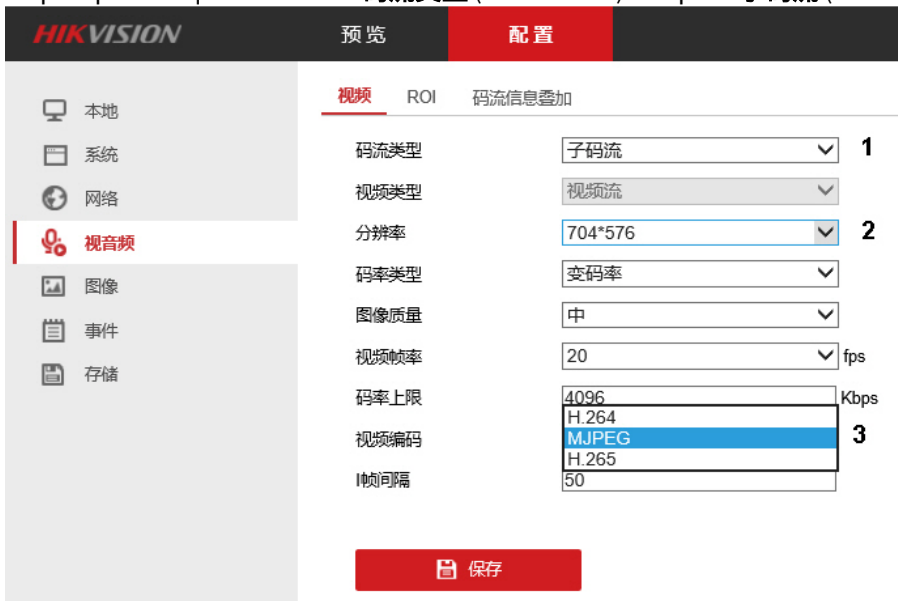 HIKVISION 预览 配置
视频 ROI 码流信息叠加
本地
系统
网络
视音频
图像
事件
存储
码流类型 子码流 1
视频类型 视频流
分辨率 704*576 2
码率类型 变码率
图像质量 中
视频帧率 20 fps
码率上限 4096 Kbps
H.264
视频编码 MJPEG 3
H.265
I帧间隔 50
保存